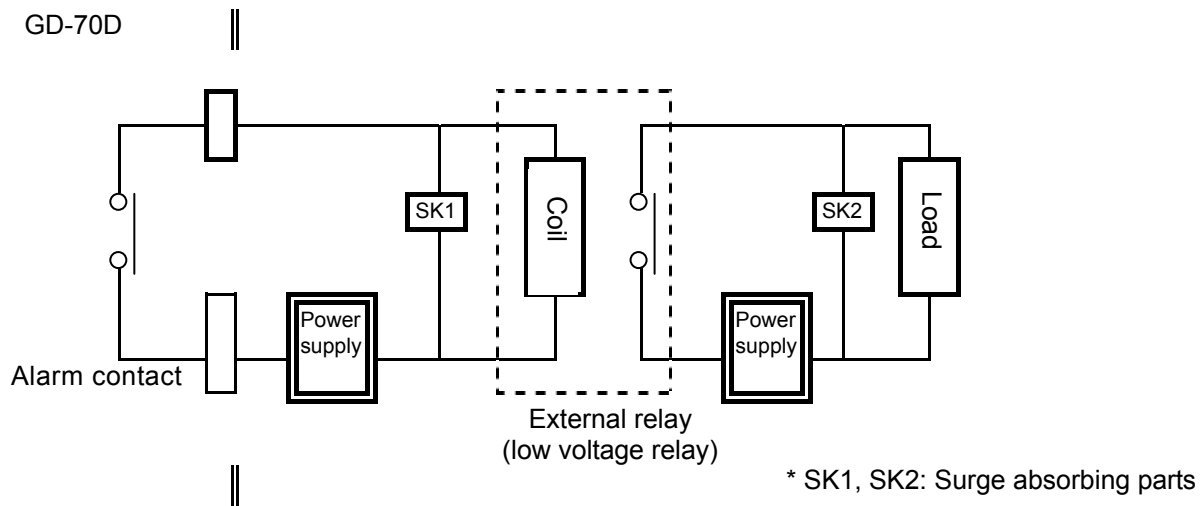 GD-70D
SK1
Coil
SK2
Load
Power
supply
Power
supply
Alarm contact
External relay
(low voltage relay)
* SK1, SK2: Surge absorbing parts